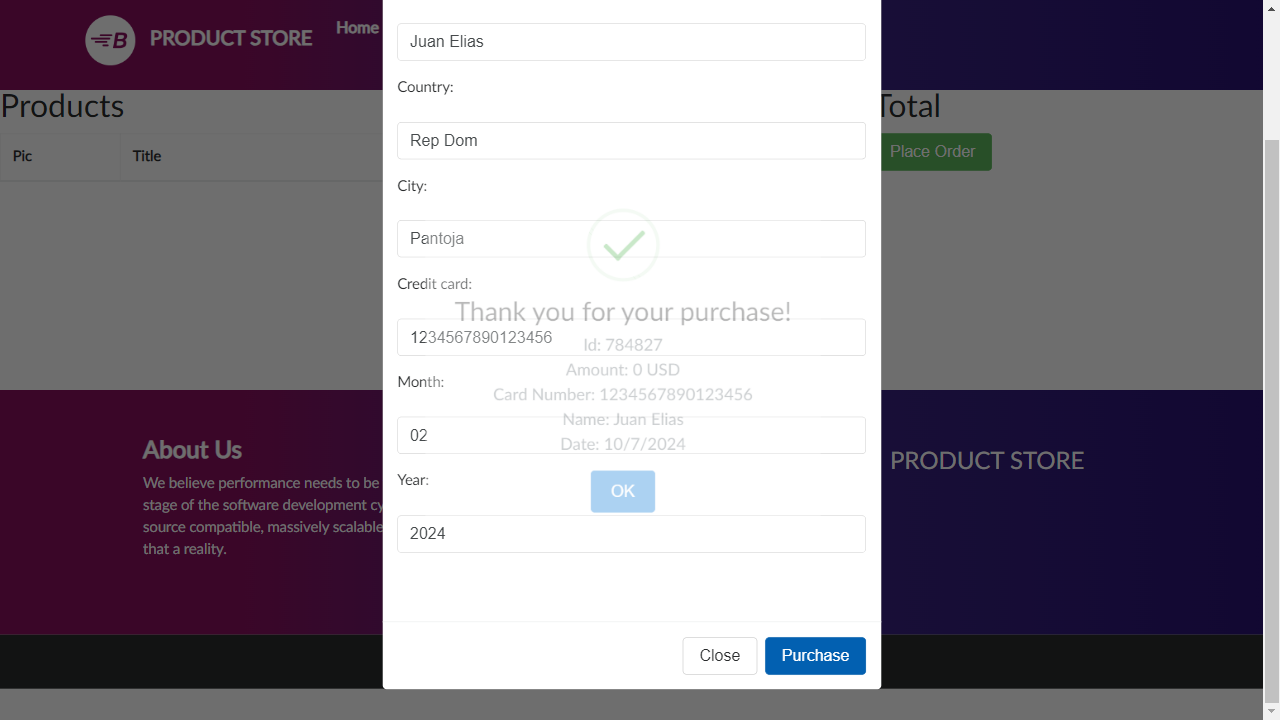 B PRODUCT STORE Home
Juan Elias
Products
Country:
Total
Pic Title
Rep Dom
Place Order
City:
Pantoja
Credit card:
Thank you for your purchase!
1234567890123456
Id: 784827
Amount: 0 USD
Month:
Card Number: 1234567890123456
Name: Juan Elias
02
Date: 10/7/2024
About Us
PRODUCT STORE
We believe performance needs to be
Year:
OK
stage of the software development cy
source compatible, massively scalable
2024
that a reality.
Close Purchase